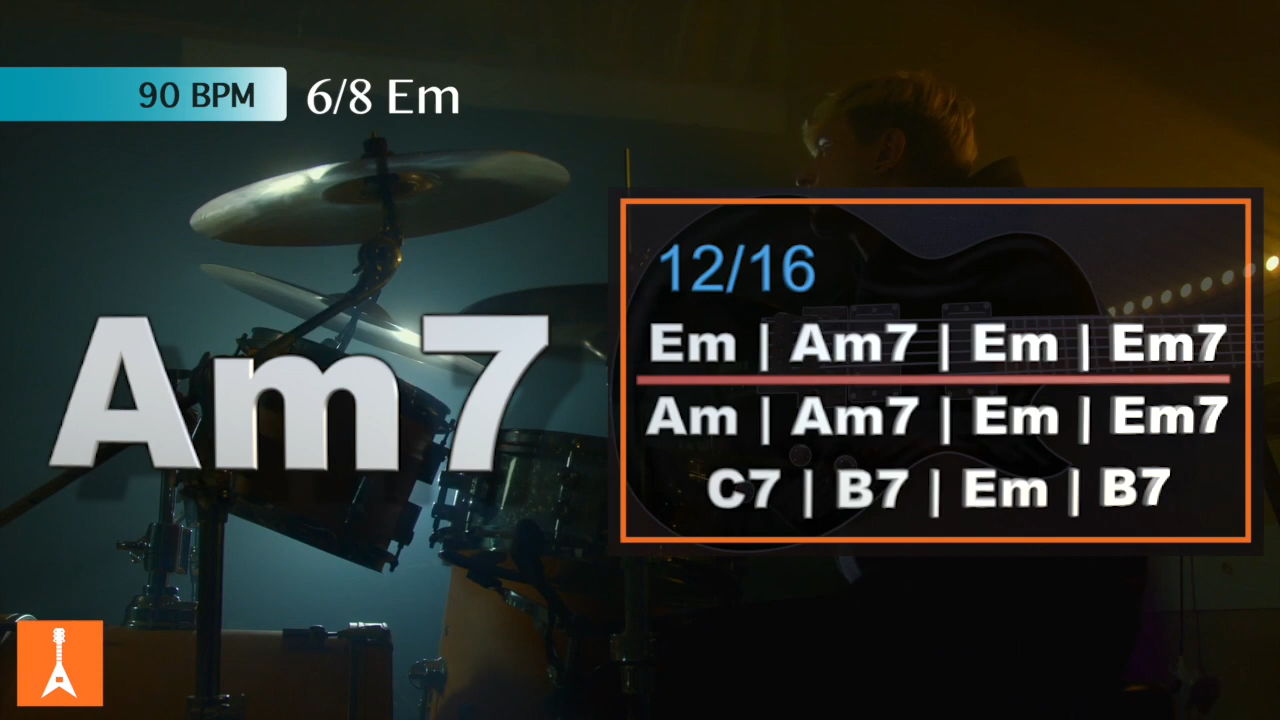 90 BPM 6/8 Em
12/16
Em | Am7 | Em | Em7
Am | Am7 | Em | Em7
C7 | B7 | Em | B7
Am7